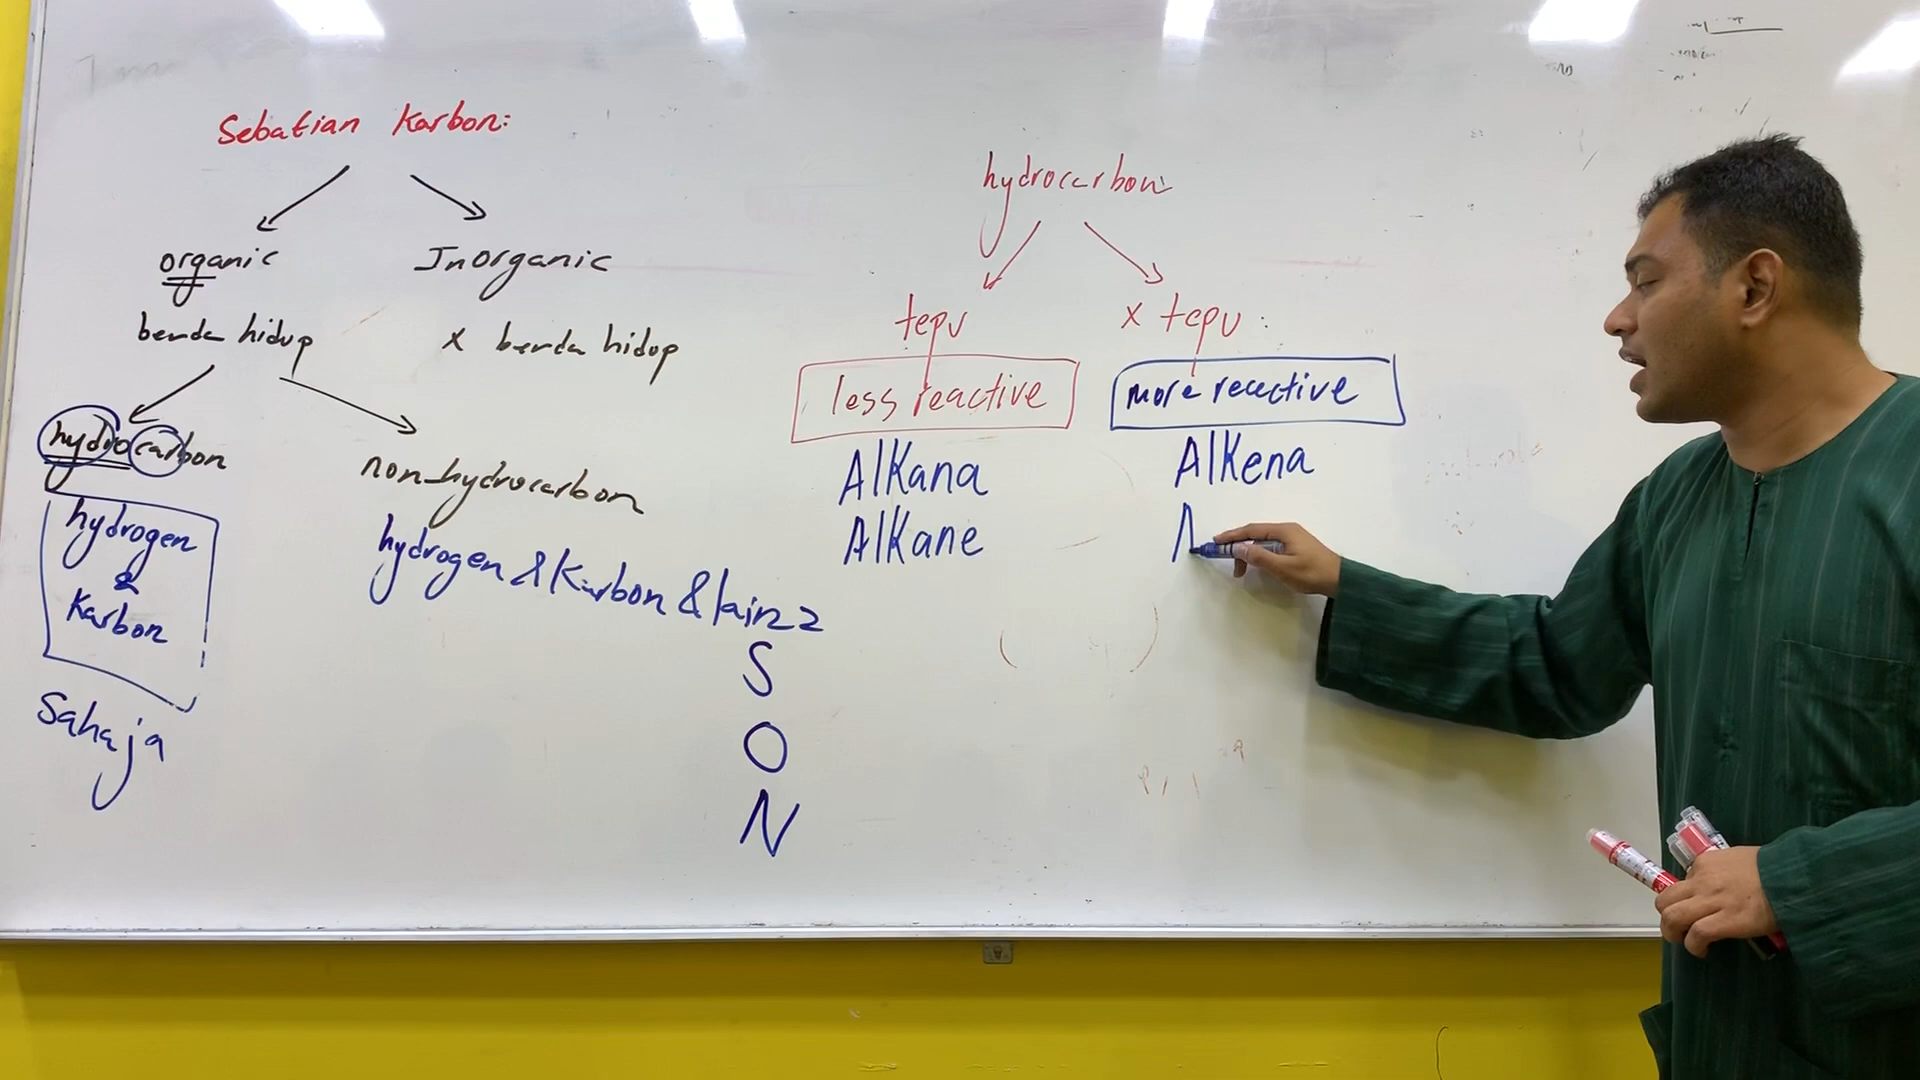 Sebatian Karbon:
organic
Inorganic
benda hidup
x benda hidup
hydrocarbon
non-hydrocarbon
hydrogen
&
Karbon
Sahaja
hydrogen & Karbon & lain2
S
O
N
hydrocarbon:
tepu
x tepu :
less reactive
more reactive
Alkana
Alkena
Alkane
A